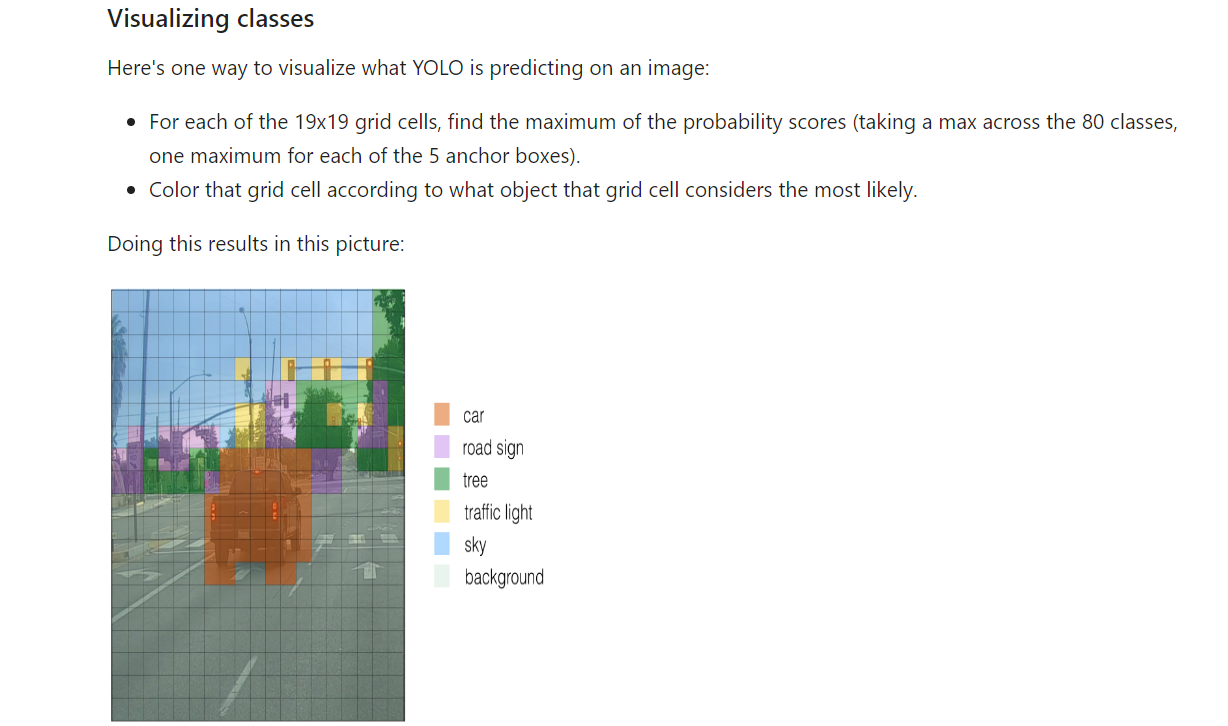 Visualizing classes
Here's one way to visualize what YOLO is predicting on an image:
• For each of the 19x19 grid cells, find the maximum of the probability scores (taking a max across the 80 classes,
one maximum for each of the 5 anchor boxes).
• Color that grid cell according to what object that grid cell considers the most likely.
Doing this results in this picture:
car
road sign
tree
traffic light
sky
background